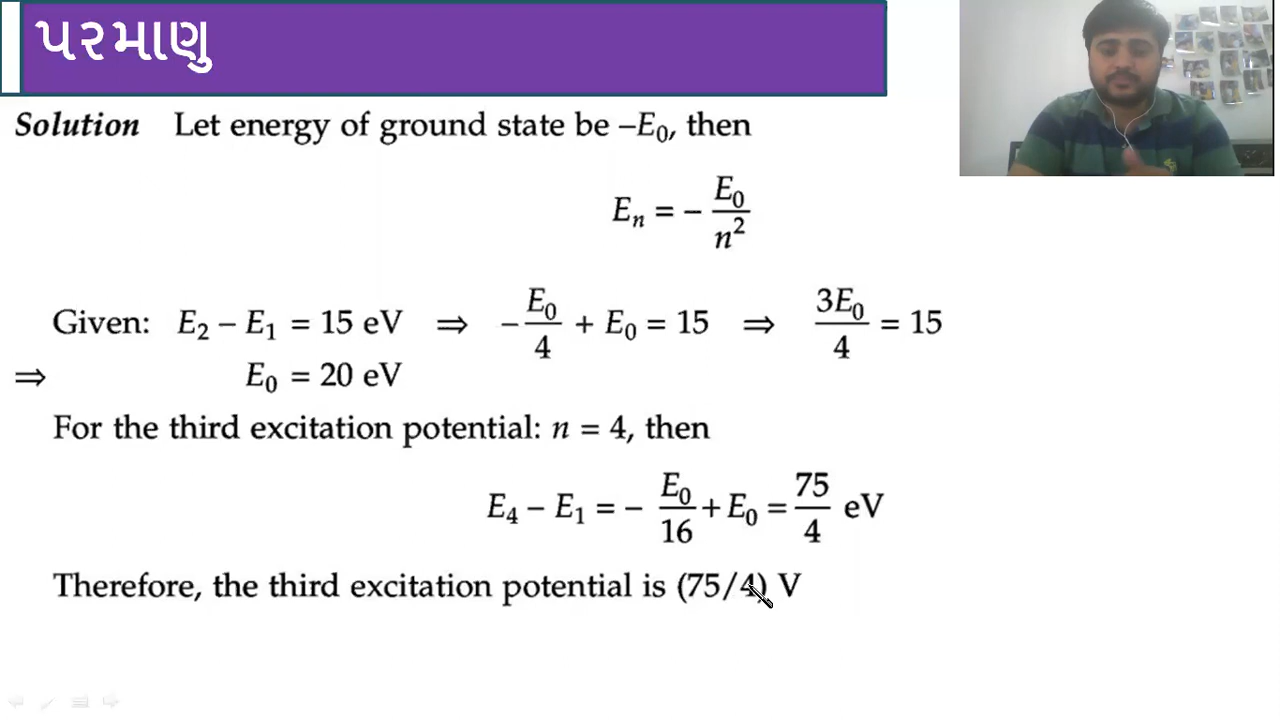 પરમાણુ
Solution Let energy of ground state be –E₀, then
Eₙ = – E₀/n²
Given: E₂ – E₁ = 15 eV ⇒ – E₀/4 + E₀ = 15 ⇒ 3E₀/4 = 15
⇒ E₀ = 20 eV
For the third excitation potential: n = 4, then
E₄ – E₁ = – E₀/16 + E₀ = 75/4 eV
Therefore, the third excitation potential is (75/4) V